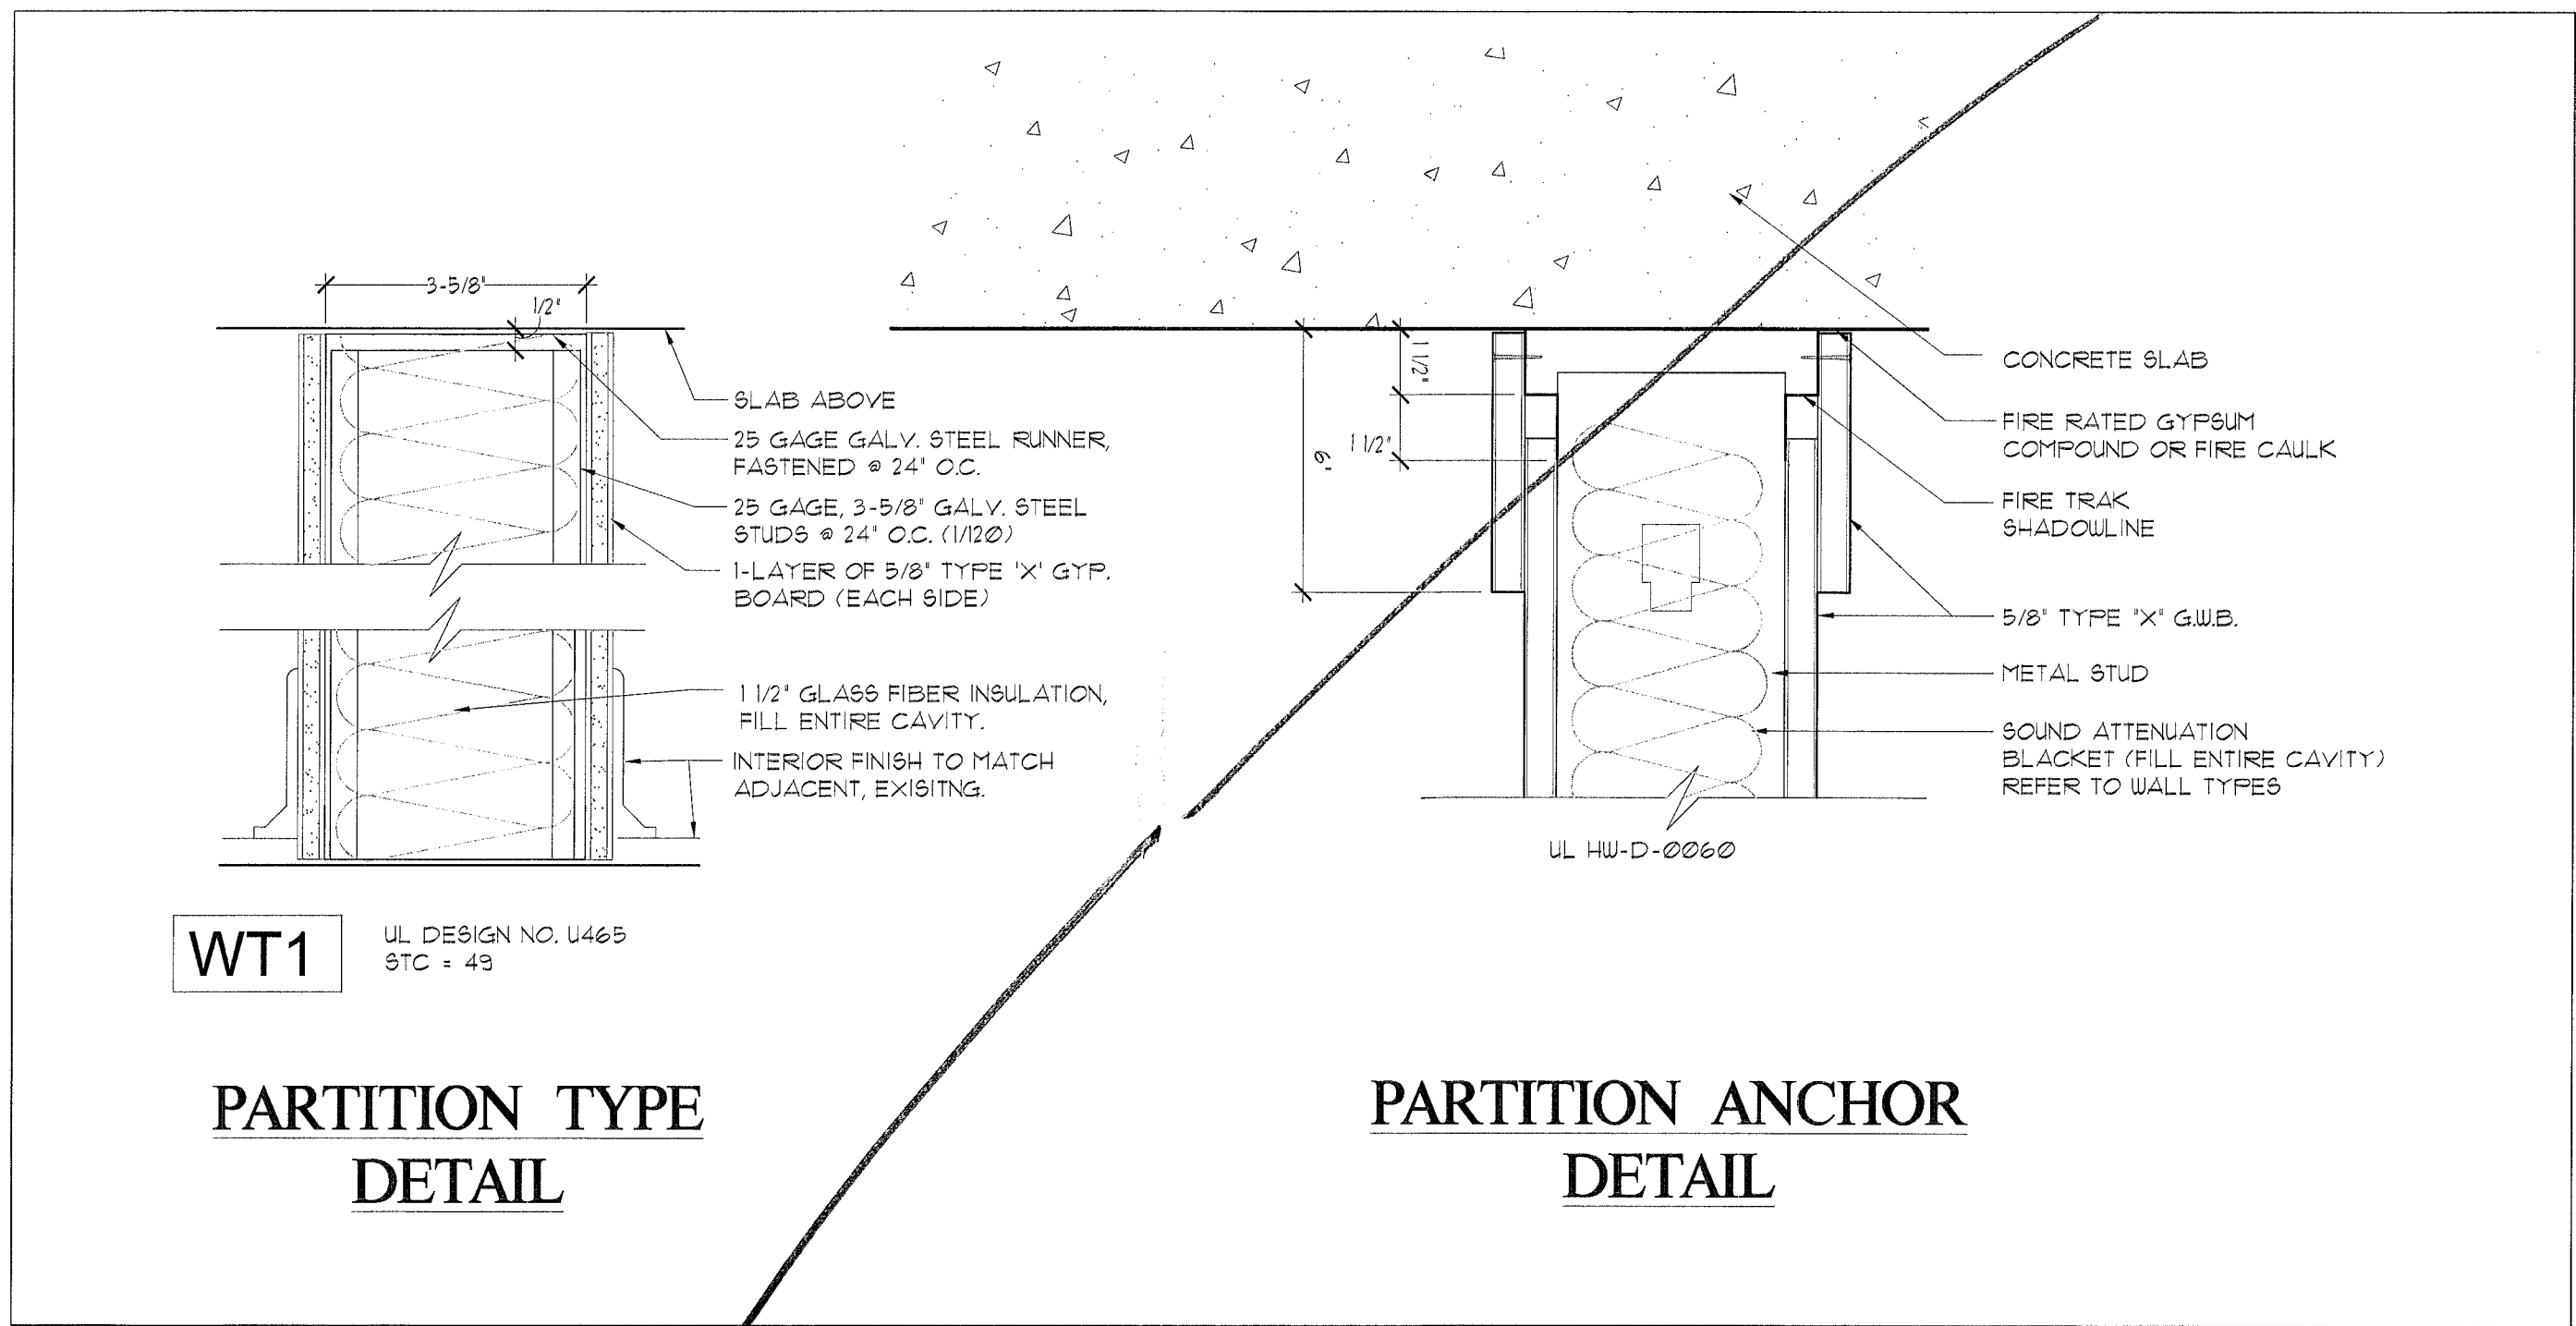 3-5/8"
1/2"
SLAB ABOVE
25 GAGE GALV. STEEL RUNNER,
FASTENED @ 24" O.C.
25 GAGE, 3-5/8" GALV. STEEL
STUDS @ 24" O.C. (1/120)
1-LAYER OF 5/8" TYPE 'X' GYP.
BOARD (EACH SIDE)
1 1/2" GLASS FIBER INSULATION,
FILL ENTIRE CAVITY.
INTERIOR FINISH TO MATCH
ADJACENT, EXISITNG.
WT1
UL DESIGN NO. U465
STC = 49
PARTITION TYPE
DETAIL
1 1/2"
1 1/2"
6"
CONCRETE SLAB
FIRE RATED GYPSUM
COMPOUND OR FIRE CAULK
FIRE TRAK
SHADOWLINE
5/8" TYPE "X" G.W.B.
METAL STUD
SOUND ATTENUATION
BLACKET (FILL ENTIRE CAVITY)
REFER TO WALL TYPES
UL HW-D-0060
PARTITION ANCHOR
DETAIL